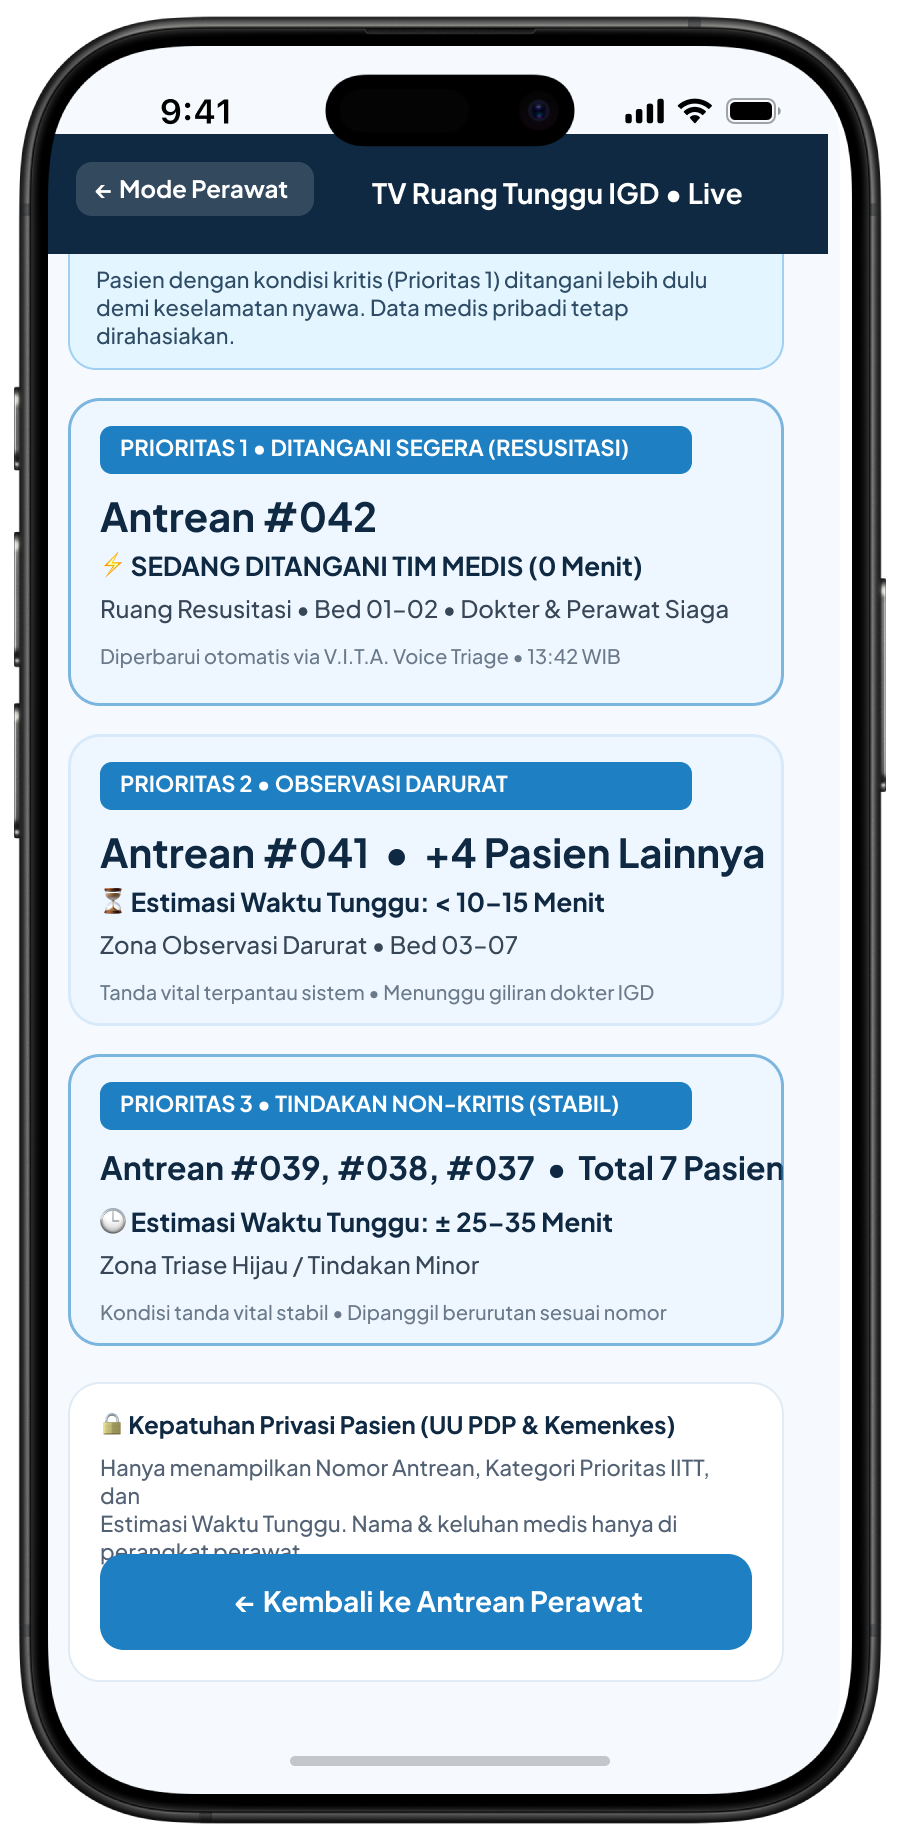 9:41
← Mode Perawat
TV Ruang Tunggu IGD • Live
Pasien dengan kondisi kritis (Prioritas 1) ditangani lebih dulu
demi keselamatan nyawa. Data medis pribadi tetap
dirahasiakan.
PRIORITAS 1 • DITANGANI SEGERA (RESUSITASI)
Antrean #042
⚡ SEDANG DITANGANI TIM MEDIS (0 Menit)
Ruang Resusitasi • Bed 01–02 • Dokter & Perawat Siaga
Diperbarui otomatis via V.I.T.A. Voice Triage • 13:42 WIB
PRIORITAS 2 • OBSERVASI DARURAT
Antrean #041 • +4 Pasien Lainnya
⏳ Estimasi Waktu Tunggu: < 10–15 Menit
Zona Observasi Darurat • Bed 03–07
Tanda vital terpantau sistem • Menunggu giliran dokter IGD
PRIORITAS 3 • TINDAKAN NON-KRITIS (STABIL)
Antrean #039, #038, #037 • Total 7 Pasien
🕒 Estimasi Waktu Tunggu: ± 25–35 Menit
Zona Triase Hijau / Tindakan Minor
Kondisi tanda vital stabil • Dipanggil berurutan sesuai nomor
🔒 Kepatuhan Privasi Pasien (UU PDP & Kemenkes)
Hanya menampilkan Nomor Antrean, Kategori Prioritas IITT,
dan
Estimasi Waktu Tunggu. Nama & keluhan medis hanya di
perangkat perawat.
← Kembali ke Antrean Perawat